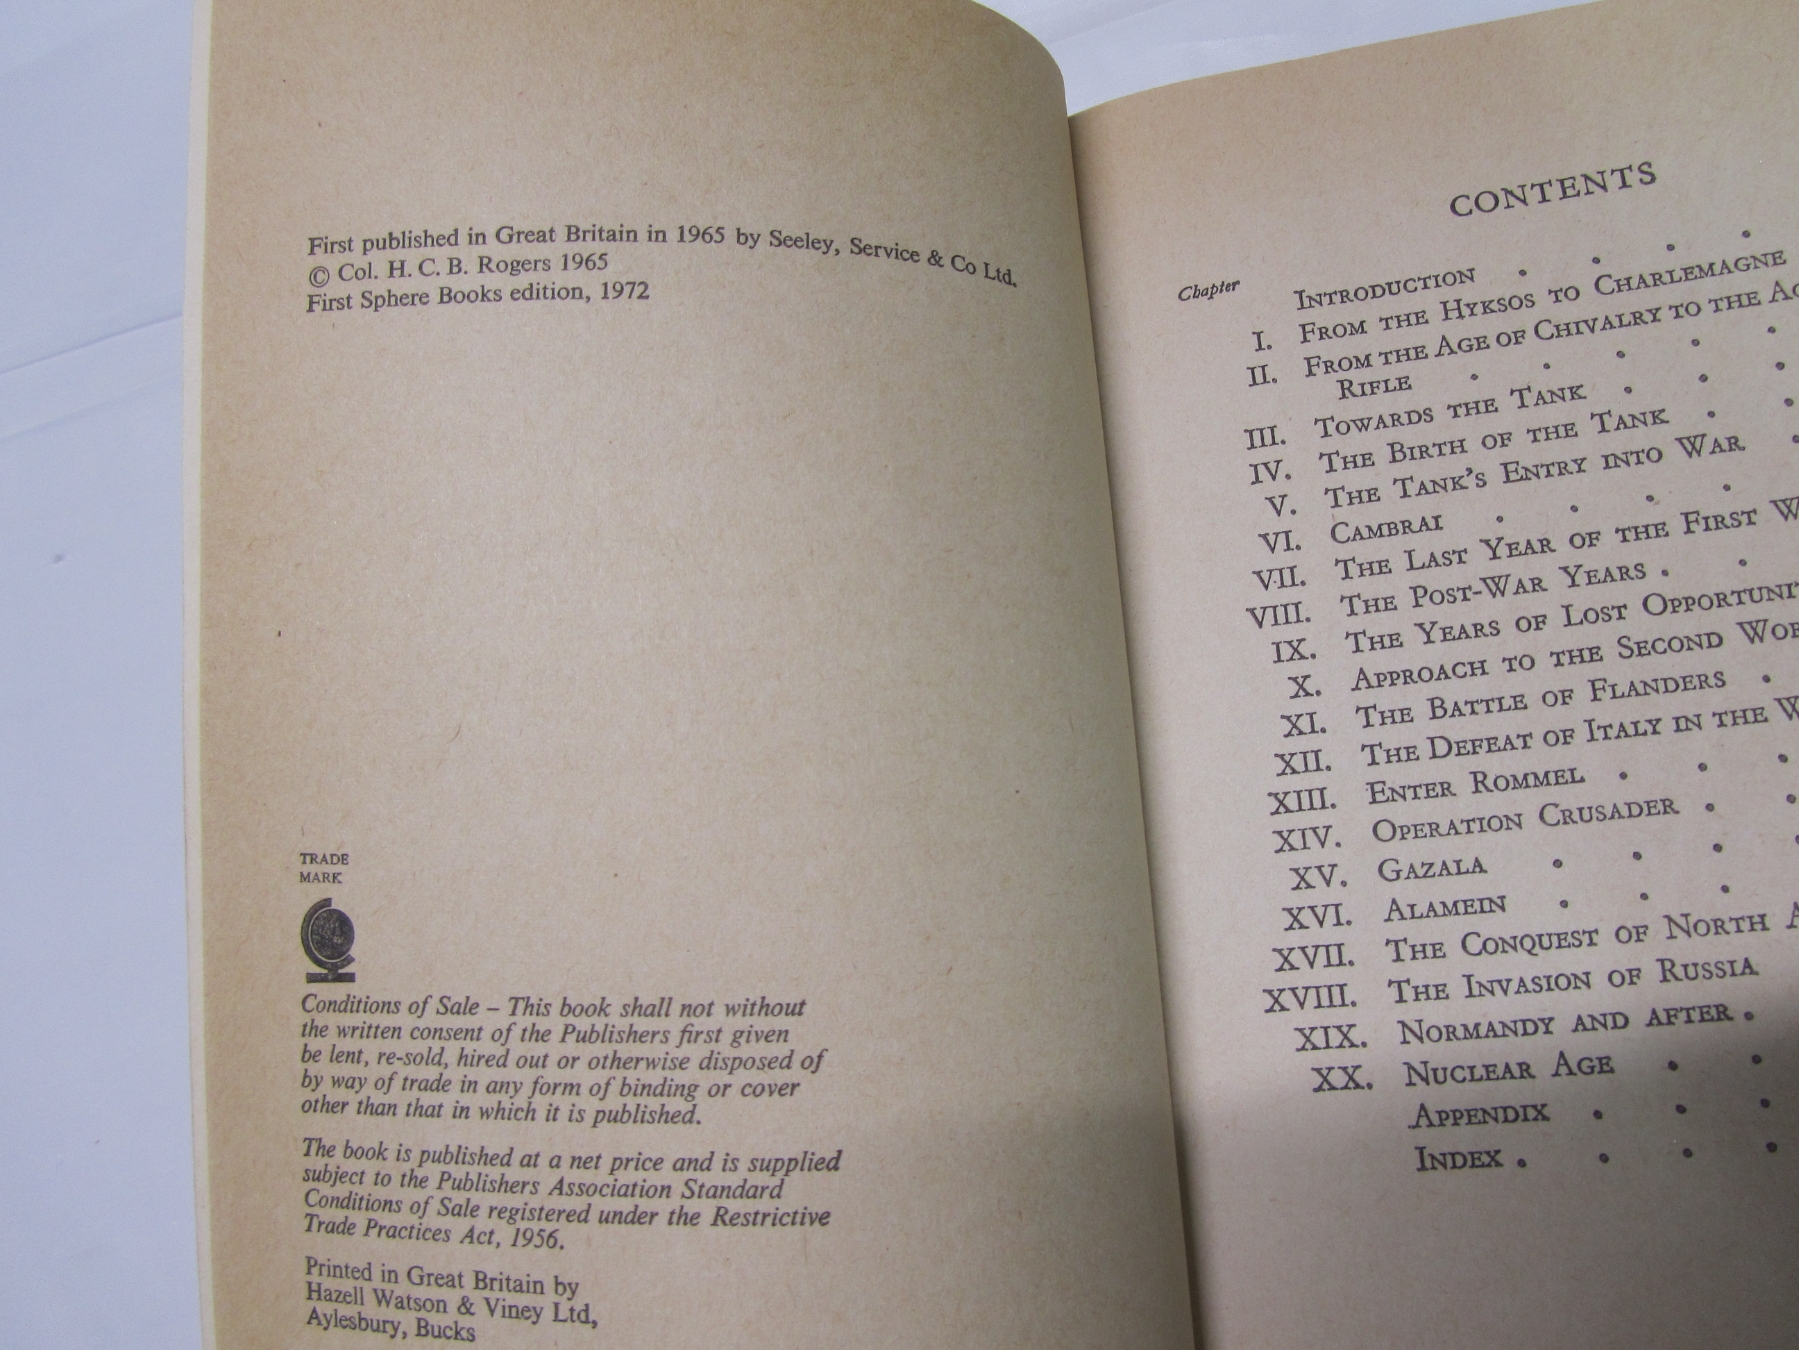 First published in Great Britain in 1965 by Seeley, Service & Co Ltd.
© Col. H. C. B. Rogers 1965
First Sphere Books edition, 1972
TRADE
MARK
Conditions of Sale – This book shall not without
the written consent of the Publishers first given
be lent, re-sold, hired out or otherwise disposed of
by way of trade in any form of binding or cover
other than that in which it is published.
The book is published at a net price and is supplied
subject to the Publishers Association Standard
Conditions of Sale registered under the Restrictive
Trade Practices Act, 1956.
Printed in Great Britain by
Hazell Watson & Viney Ltd,
Aylesbury, Bucks
CONTENTS
Chapter
INTRODUCTION . . . .
I. FROM THE HYKSOS TO CHARLEMAGNE
II. FROM THE AGE OF CHIVALRY TO THE
RIFLE . . . . .
III. TOWARDS THE TANK . . .
IV. THE BIRTH OF THE TANK . .
V. THE TANK'S ENTRY INTO WAR .
VI. CAMBRAI . . . .
VII. THE LAST YEAR OF THE FIRST
VIII. THE POST-WAR YEARS . .
IX. THE YEARS OF LOST
X. APPROACH TO THE SECOND
XI. THE BATTLE OF FLANDERS .
XII. THE DEFEAT OF ITALY IN THE
XIII. ENTER ROMMEL . . .
XIV. OPERATION CRUSADER . .
XV. GAZALA . . . .
XVI. ALAMEIN . . .
XVII. THE CONQUEST OF NORTH
XVIII. THE INVASION OF RUSSIA
XIX. NORMANDY AND AFTER .
XX. NUCLEAR AGE . .
APPENDIX . . .
INDEX . . . .